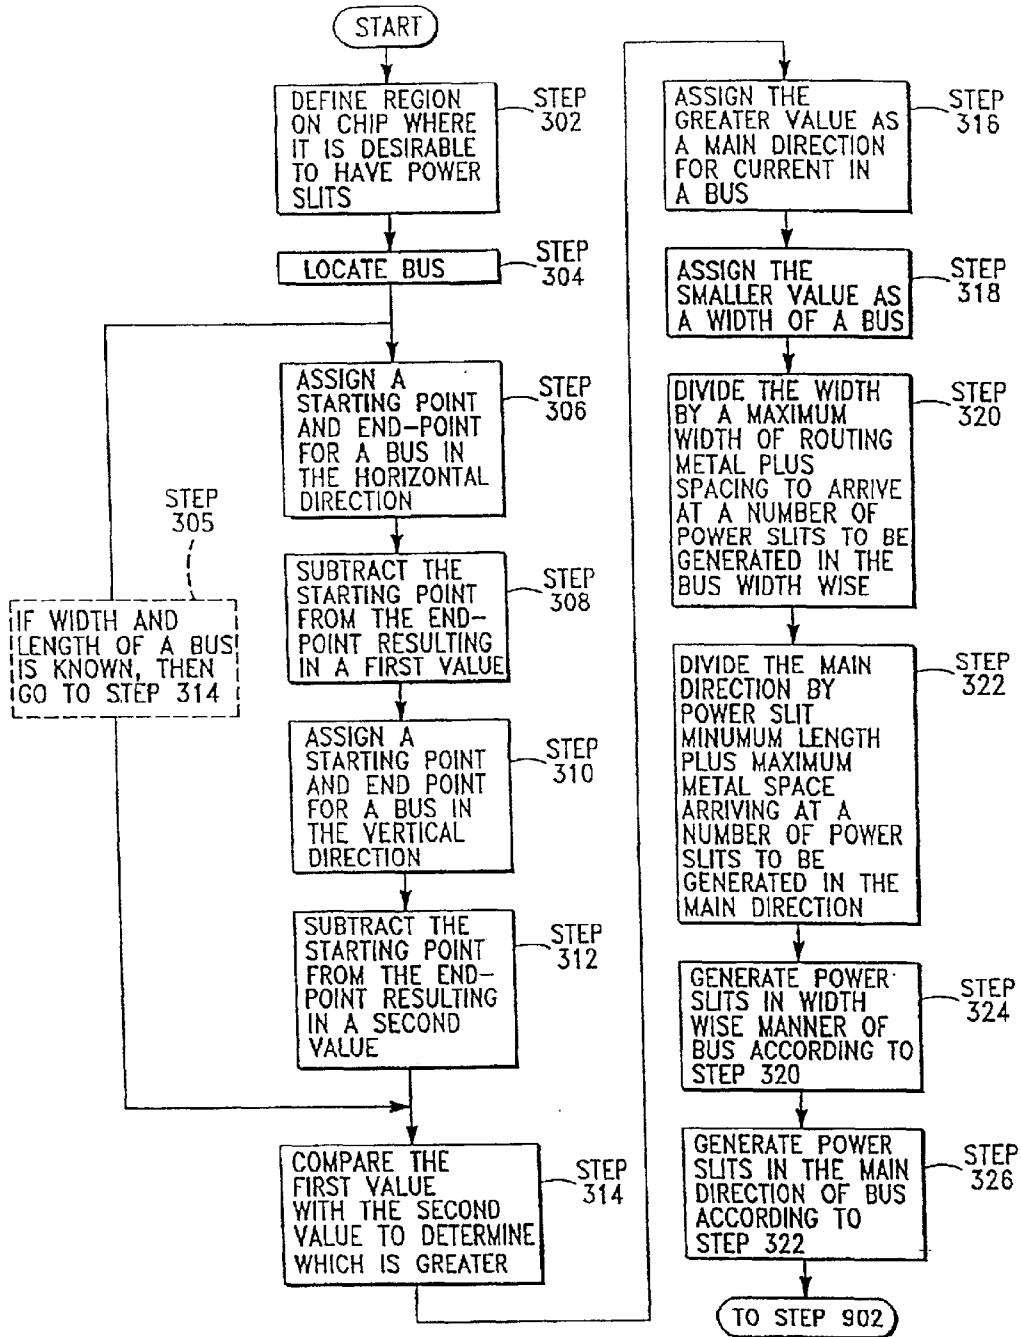 START
DEFINE REGION
ON CHIP WHERE
IT IS DESIRABLE
TO HAVE POWER
SLITS
STEP
302
LOCATE BUS
STEP
304
STEP
305
IF WIDTH AND
LENGTH OF A BUS
IS KNOWN, THEN
GO TO STEP 314
ASSIGN A
STARTING POINT
AND END-POINT
FOR A BUS IN
THE HORIZONTAL
DIRECTION
STEP
306
SUBTRACT THE
STARTING POINT
FROM THE END-
POINT RESULTING
IN A FIRST VALUE
STEP
308
ASSIGN A
STARTING POINT
AND END POINT
FOR A BUS IN
THE VERTICAL
DIRECTION
STEP
310
SUBTRACT THE
STARTING POINT
FROM THE END-
POINT RESULTING
IN A SECOND
VALUE
STEP
312
COMPARE THE
FIRST VALUE
WITH THE SECOND
VALUE TO DETERMINE
WHICH IS GREATER
STEP
314
ASSIGN THE
GREATER VALUE AS
A MAIN DIRECTION
FOR CURRENT IN
A BUS
STEP
316
ASSIGN THE
SMALLER VALUE AS
A WIDTH OF A BUS
STEP
318
DIVIDE THE WIDTH
BY A MAXIMUM
WIDTH OF ROUTING
METAL PLUS
SPACING TO ARRIVE
AT A NUMBER OF
POWER SLITS TO BE
GENERATED IN THE
BUS WIDTH WISE
STEP
320
DIVIDE THE MAIN
DIRECTION BY
POWER SLIT
MINUMUM LENGTH
PLUS MAXIMUM
METAL SPACE
ARRIVING AT A
NUMBER OF POWER
SLITS TO BE
GENERATED IN THE
MAIN DIRECTION
STEP
322
GENERATE POWER
SLITS IN WIDTH
WISE MANNER OF
BUS ACCORDING TO
STEP 320
STEP
324
GENERATE POWER
SLITS IN THE MAIN
DIRECTION OF BUS
ACCORDING TO
STEP 322
STEP
326
TO STEP 902